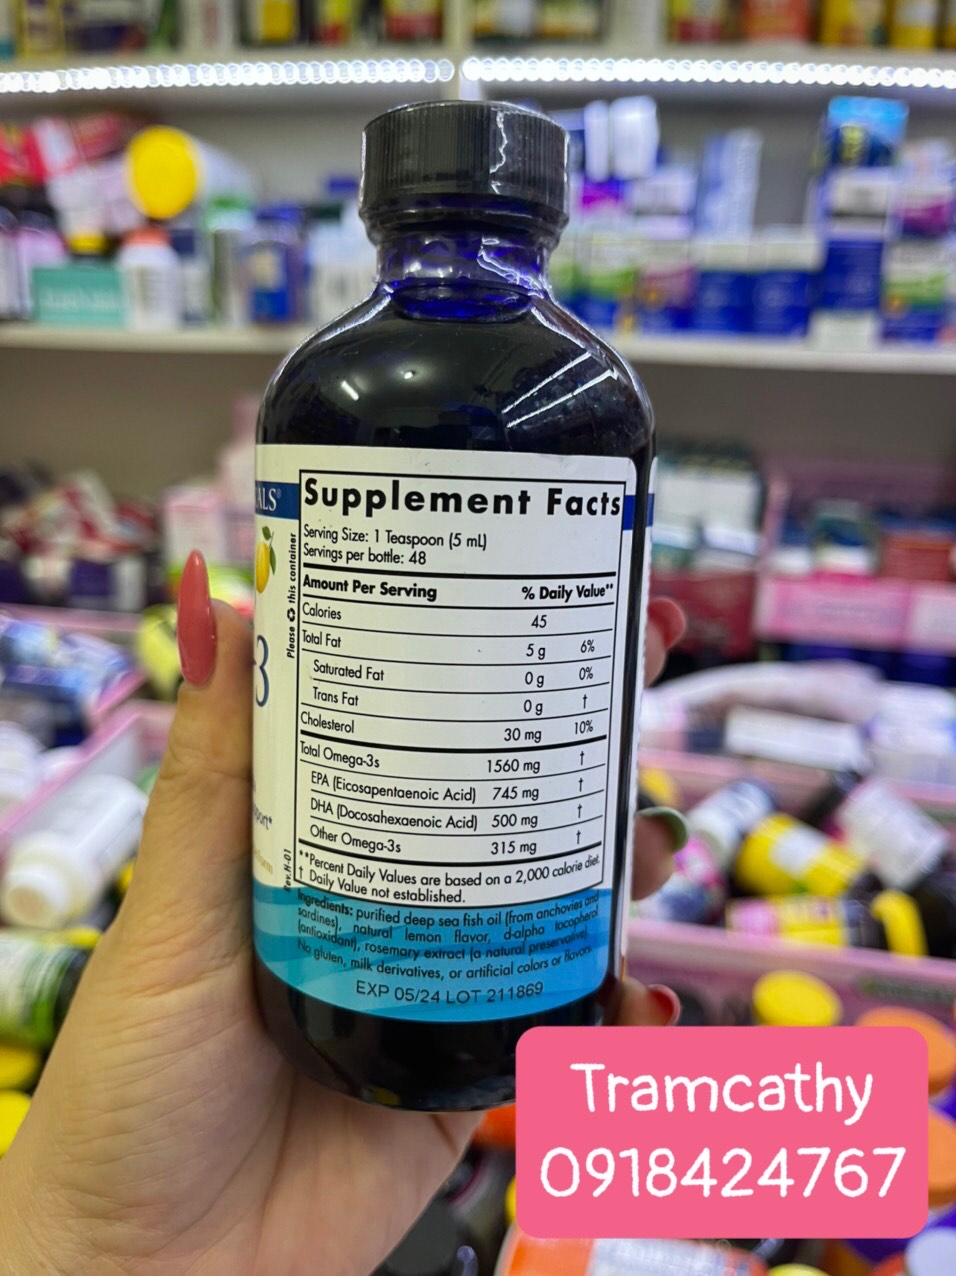 ALS®
Supplement Facts
Serving Size: 1 Teaspoon (5 mL)
Servings per bottle: 48
Amount Per Serving % Daily Value**
Calories 45
Total Fat 5 g 6%
Saturated Fat 0 g 0%
Trans Fat 0 g †
Cholesterol 30 mg 10%
Total Omega-3s 1560 mg †
EPA (Eicosapentaenoic Acid) 745 mg †
DHA (Docosahexaenoic Acid) 500 mg †
Other Omega-3s 315 mg †
**Percent Daily Values are based on a 2,000 calorie diet.
† Daily Value not established.
Ingredients: purified deep sea fish oil (from anchovies and
sardines), natural lemon flavor, d-alpha tocopherol
(antioxidant), rosemary extract (a natural preservative).
No gluten, milk derivatives, or artificial colors or flavors.
EXP 05/24 LOT 211869
Please this container
Rev.H-01
3
Tramcathy
0918424767